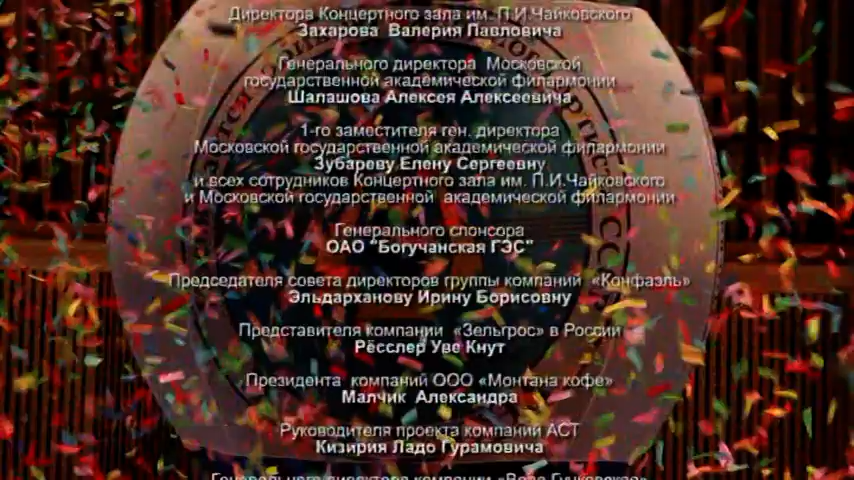 Директора Концертного зала им. П.И.Чайковского
Захарова Валерия Павловича
Генерального директора Московской
государственной академической филармонии
Шалашова Алексея Алексеевича
1-го заместителя ген. директора
Московской государственной академической филармонии
Зубареву Елену Сергеевну
и всех сотрудников Концертного зала им. П.И.Чайковского
и Московской государственной академической филармонии
Генерального спонсора
ОАО "Богучанская ГЭС"
Председателя совета директоров группы компаний «Конфаэль»
Эльдарханову Ирину Борисовну
Представителя компании «Зельгрос» в России
Рёсслер Уве Кнут
Президента компаний ООО «Монтана кофе»
Малчик Александра
Руководителя проекта компаний АСТ
Кизирия Ладо Гурамовича
Генерального директора компании